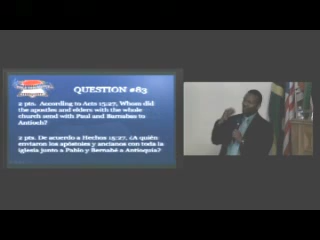 QUESTION #83
2 pts. According to Acts 15:27, Whom did
the apostles and elders with the whole
church send with Paul and Barnabas to
Antioch?
2 pts. De acuerdo a Hechos 15:27, ¿A quién
enviaron los apóstoles y ancianos con toda la
iglesia junto a Pablo y Bernabé a Antioquía?